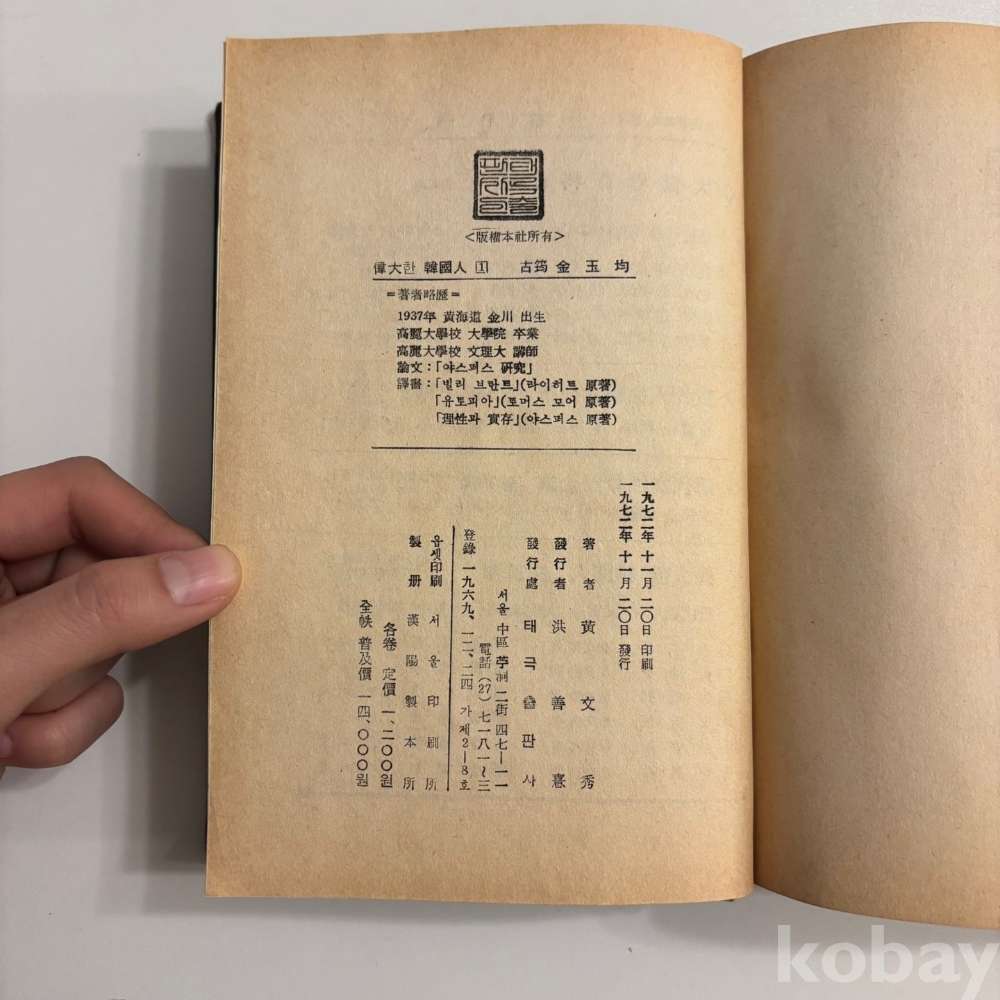 <版權本社所有>
偉大한 韓國人 1 古筠 金玉均
=著者略歷=
1937年 黃海道 金川 出生
高麗大學校 大學院 卒業
高麗大學校 文理大 講師
論文:「야스퍼스 硏究」
譯書:「빌리 브란트」(라이히트 原著)
「유토피아」(토머스 모어 原著)
「理性과 實存」(야스퍼스 原著)
一九七二年 十一月 二〇日 印刷
一九七二年 十一月 二〇日 發行
著者 黃文秀
發行者 洪善憙
發行處 태극출판사
서울 中區 苧洞 二街 四七―一一
電話 (27) 七一八一~三
登錄 一九六九、一二、二四 가제2―8호
옵셋印刷 서울印刷所
製册 漢陽製本所
各卷 定價 一、二〇〇원
全帙 普及價 一四、〇〇〇원
kobay